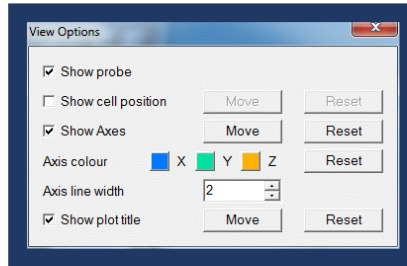 View Options
Show probe
Show cell position Move Reset
Show Axes Move Reset
Axis colour X Y Z Reset
Axis line width 2
Show plot title Move Reset